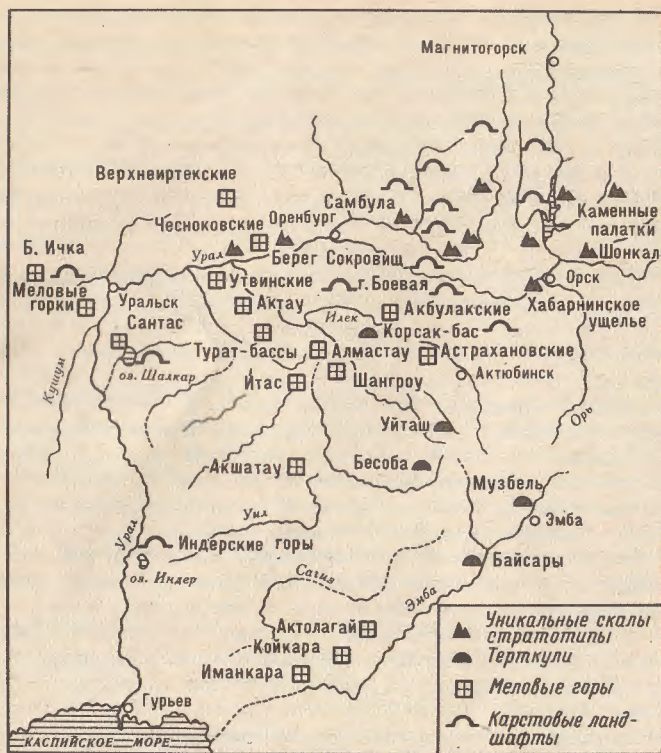 Магнитогорск
Верхнеиртекские
Самбула
Чесноковские
Оренбург
Каменные
палатки
Берег Сокровищ
Шонкал
Б. Ичка
Урал
Орск
Меловые
горки
Утвинские
г. Боевая
Хабарнинское
ущелье
Уральск
Актау
Акбулакские
Илек
Сантас
Корсак-бас
Турат-бассы
Алмастау
Астрахановские
оз. Шалкар
Актюбинск
Кушум
Итас
Шангроу
Орь
Уйташ
Акшатау
Бесоба
Музбель
Уил
Эмба
Урал
Индерские горы
оз. Индер
Байсары
Сагиз
Эмба
Актолагай
Койкара
Иманкара
Гурьев
КАСПИЙСКОЕ МОРЕ
Уникальные скалы
стратотипы
Терткули
Меловые горы
Карстовые ланд-
шафты